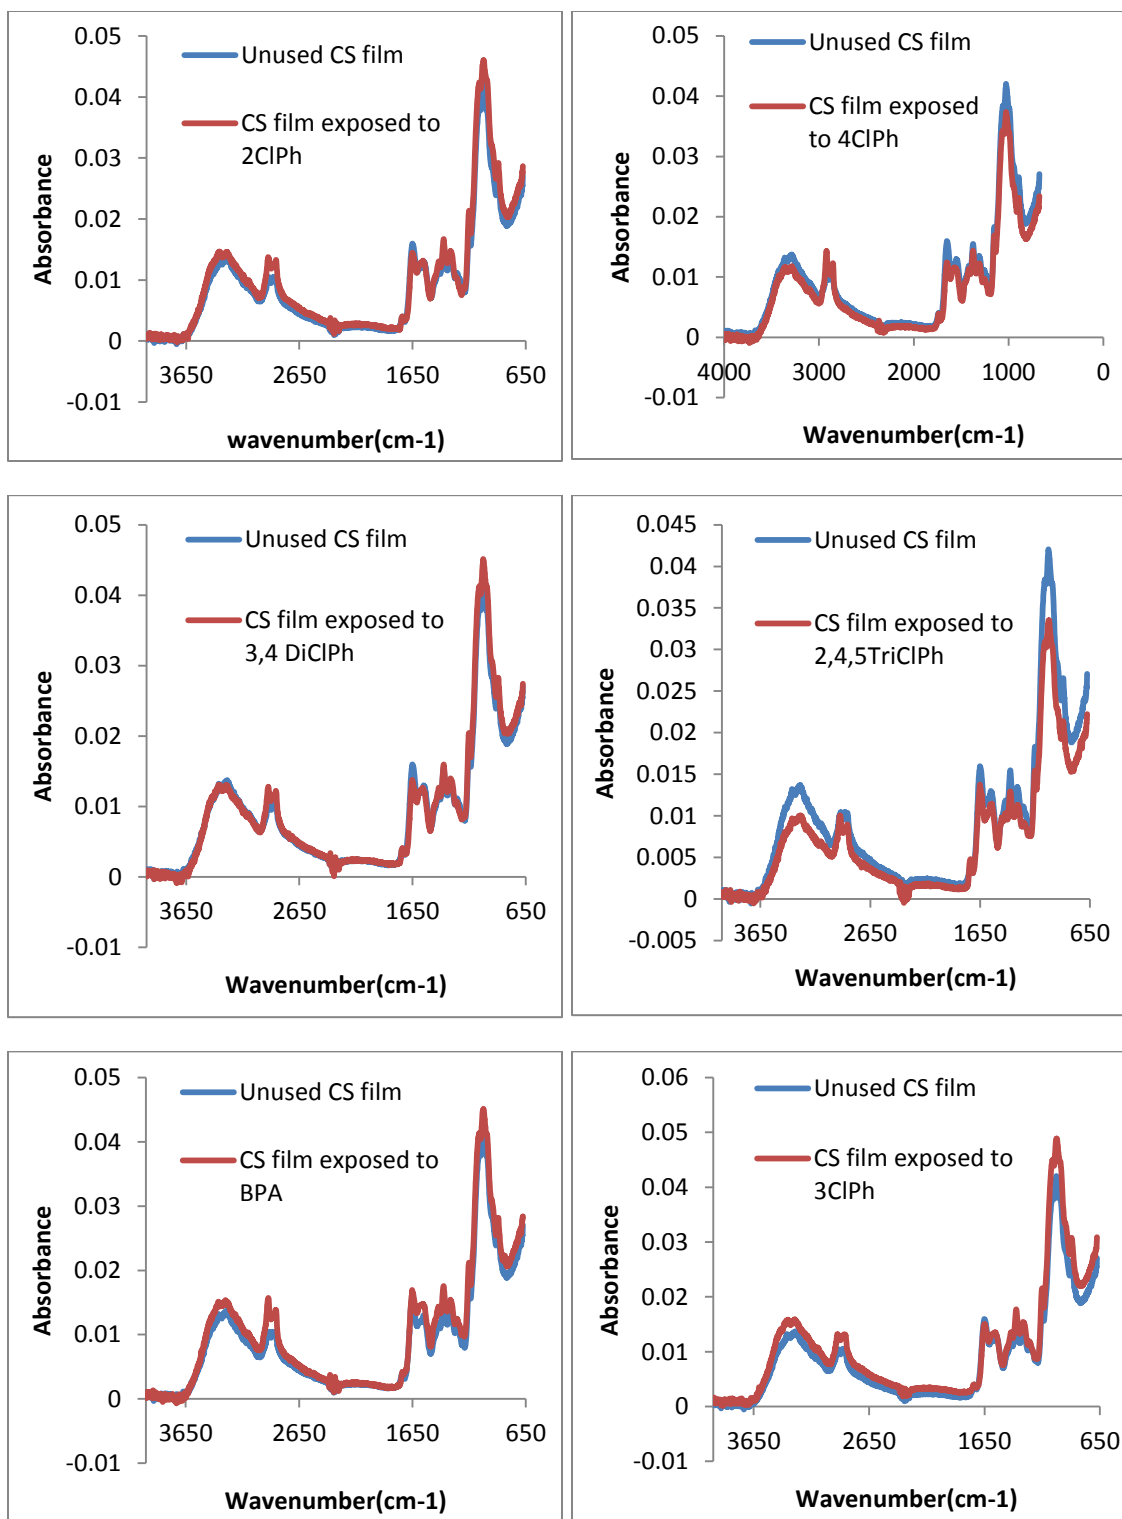 0.05
0.04
0.03
0.02
0.01
0
-0.01
Absorbance
Unused CS film
CS film exposed to
2ClPh
3650 2650 1650 650
wavenumber(cm-1)
0.05
0.04
0.03
0.02
0.01
0
-0.01
Absorbance
Unused CS film
CS film exposed
to 4ClPh
4000 3000 2000 1000 0
Wavenumber(cm-1)
0.05
0.04
0.03
0.02
0.01
0
-0.01
Absorbance
Unused CS film
CS film exposed to
3,4 DiClPh
3650 2650 1650 650
Wavenumber(cm-1)
0.045
0.04
0.035
0.03
0.025
0.02
0.015
0.01
0.005
0
-0.005
Absorbance
Unused CS film
CS film exposed to
2,4,5TriClPh
3650 2650 1650 650
Wavenumber(cm-1)
0.05
0.04
0.03
0.02
0.01
0
-0.01
Absorbance
Unused CS film
CS film exposed to
BPA
3650 2650 1650 650
Wavenumber(cm-1)
0.06
0.05
0.04
0.03
0.02
0.01
0
-0.01
Absorbance
Unused CS film
CS film exposed to
3ClPh
3650 2650 1650 650
Wavenumber(cm-1)